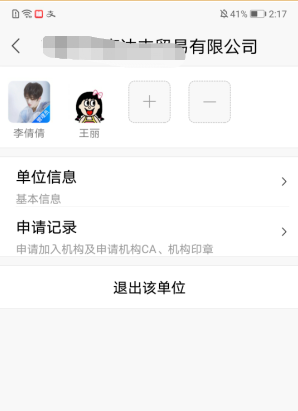 41% 2:17
贸易有限公司
李倩倩 王丽
单位信息
基本信息
申请记录
申请加入机构及申请机构CA、机构印章
退出该单位